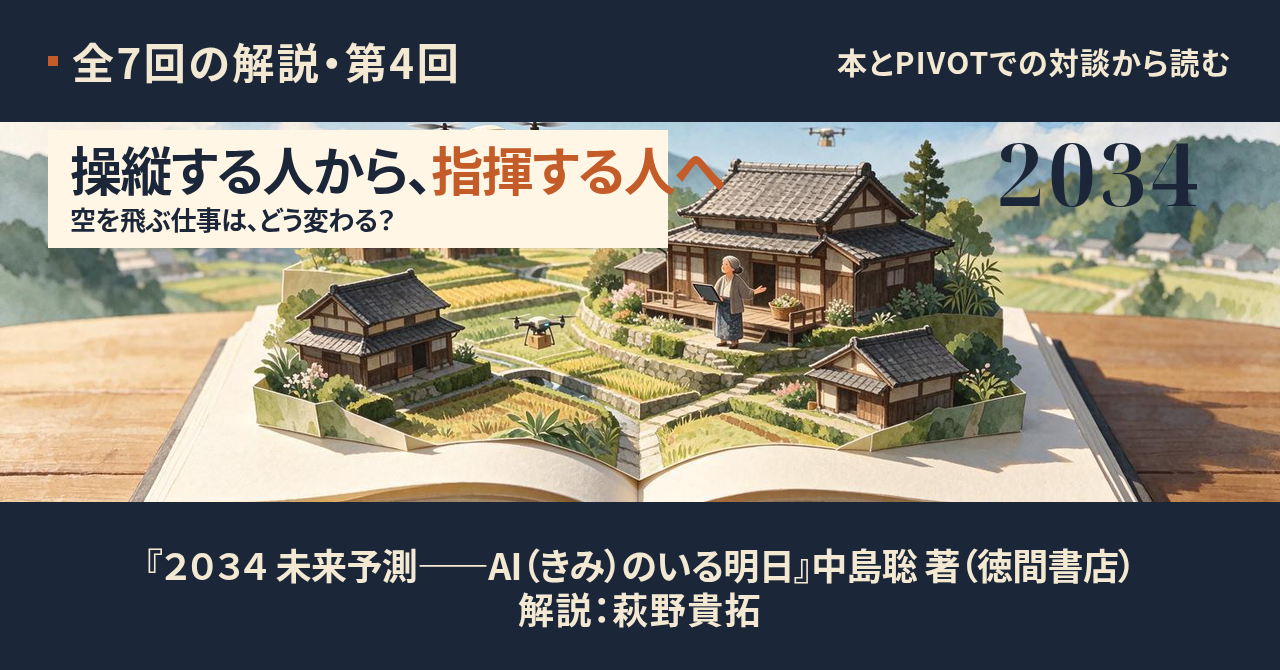 全7回の解説・第4回
本とPIVOTでの対談から読む
操縦する人から、指揮する人へ
空を飛ぶ仕事は、どう変わる？
2034
『２０３４ 未来予測――AI（きみ）のいる明日』中島聡 著（徳間書店）
解説：萩野貴拓